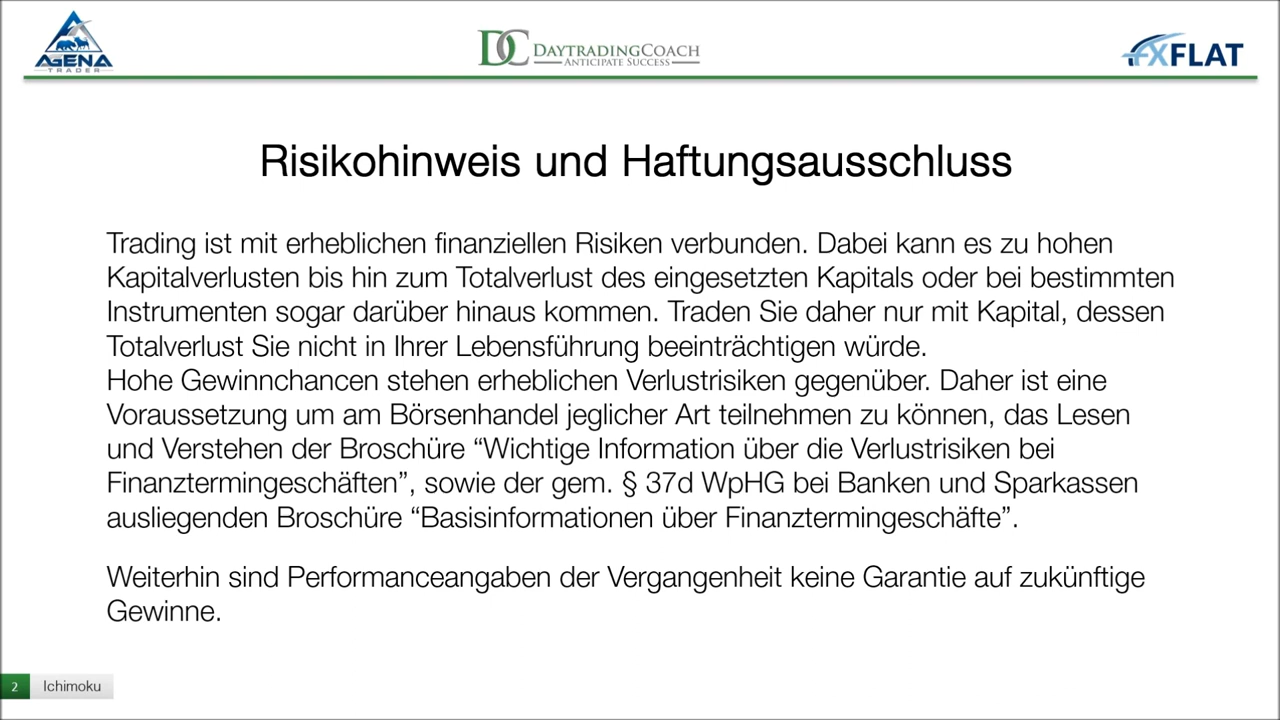 AGENA
TRADER
DC DAYTRADINGCOACH
ANTICIPATE SUCCESS
FXFLAT
Risikohinweis und Haftungsausschluss
Trading ist mit erheblichen finanziellen Risiken verbunden. Dabei kann es zu hohen
Kapitalverlusten bis hin zum Totalverlust des eingesetzten Kapitals oder bei bestimmten
Instrumenten sogar darüber hinaus kommen. Traden Sie daher nur mit Kapital, dessen
Totalverlust Sie nicht in Ihrer Lebensführung beeinträchtigen würde.
Hohe Gewinnchancen stehen erheblichen Verlustrisiken gegenüber. Daher ist eine
Voraussetzung um am Börsenhandel jeglicher Art teilnehmen zu können, das Lesen
und Verstehen der Broschüre “Wichtige Information über die Verlustrisiken bei
Finanztermingeschäften”, sowie der gem. § 37d WpHG bei Banken und Sparkassen
ausliegenden Broschüre “Basisinformationen über Finanztermingeschäfte”.
Weiterhin sind Performanceangaben der Vergangenheit keine Garantie auf zukünftige
Gewinne.
2 Ichimoku